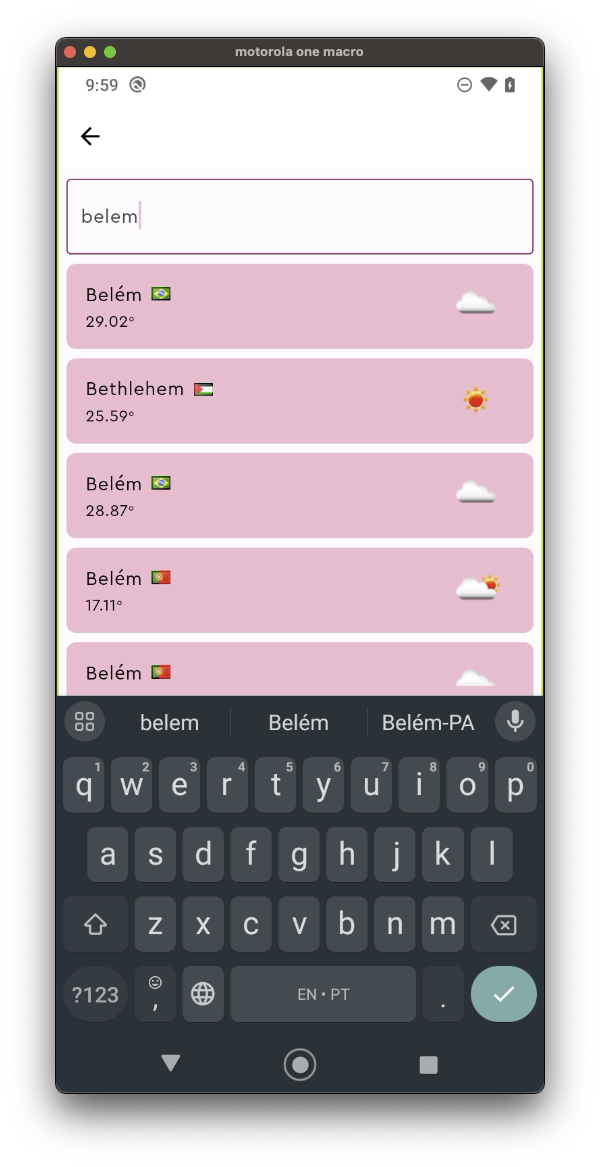 motorola one macro
9:59
belem
Belém
29.02°
Bethlehem
25.59°
Belém
28.87°
Belém
17.11°
Belém
belem Belém Belém-PA
1 2 3 4 5 6 7 8 9 0
q w e r t y u i o p
a s d f g h j k l
z x c v b n m
?123 , EN • PT .